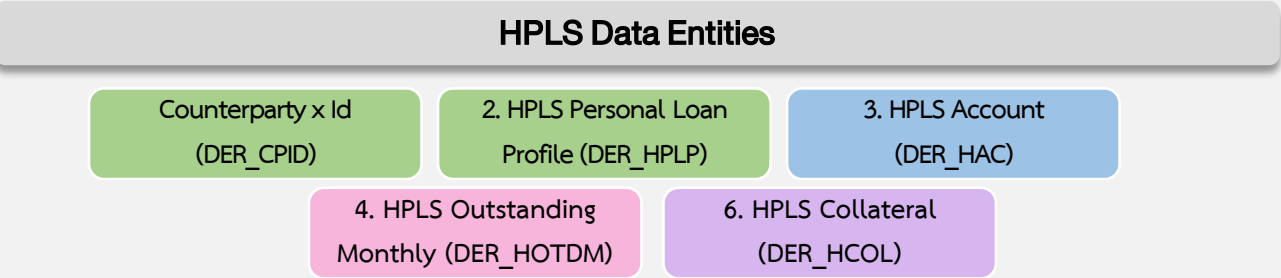 HPLS Data Entities
Counterparty x Id
(DER_CPID)
2. HPLS Personal Loan
Profile (DER_HPLP)
3. HPLS Account
(DER_HAC)
4. HPLS Outstanding
Monthly (DER_HOTDM)
6. HPLS Collateral
(DER_HCOL)